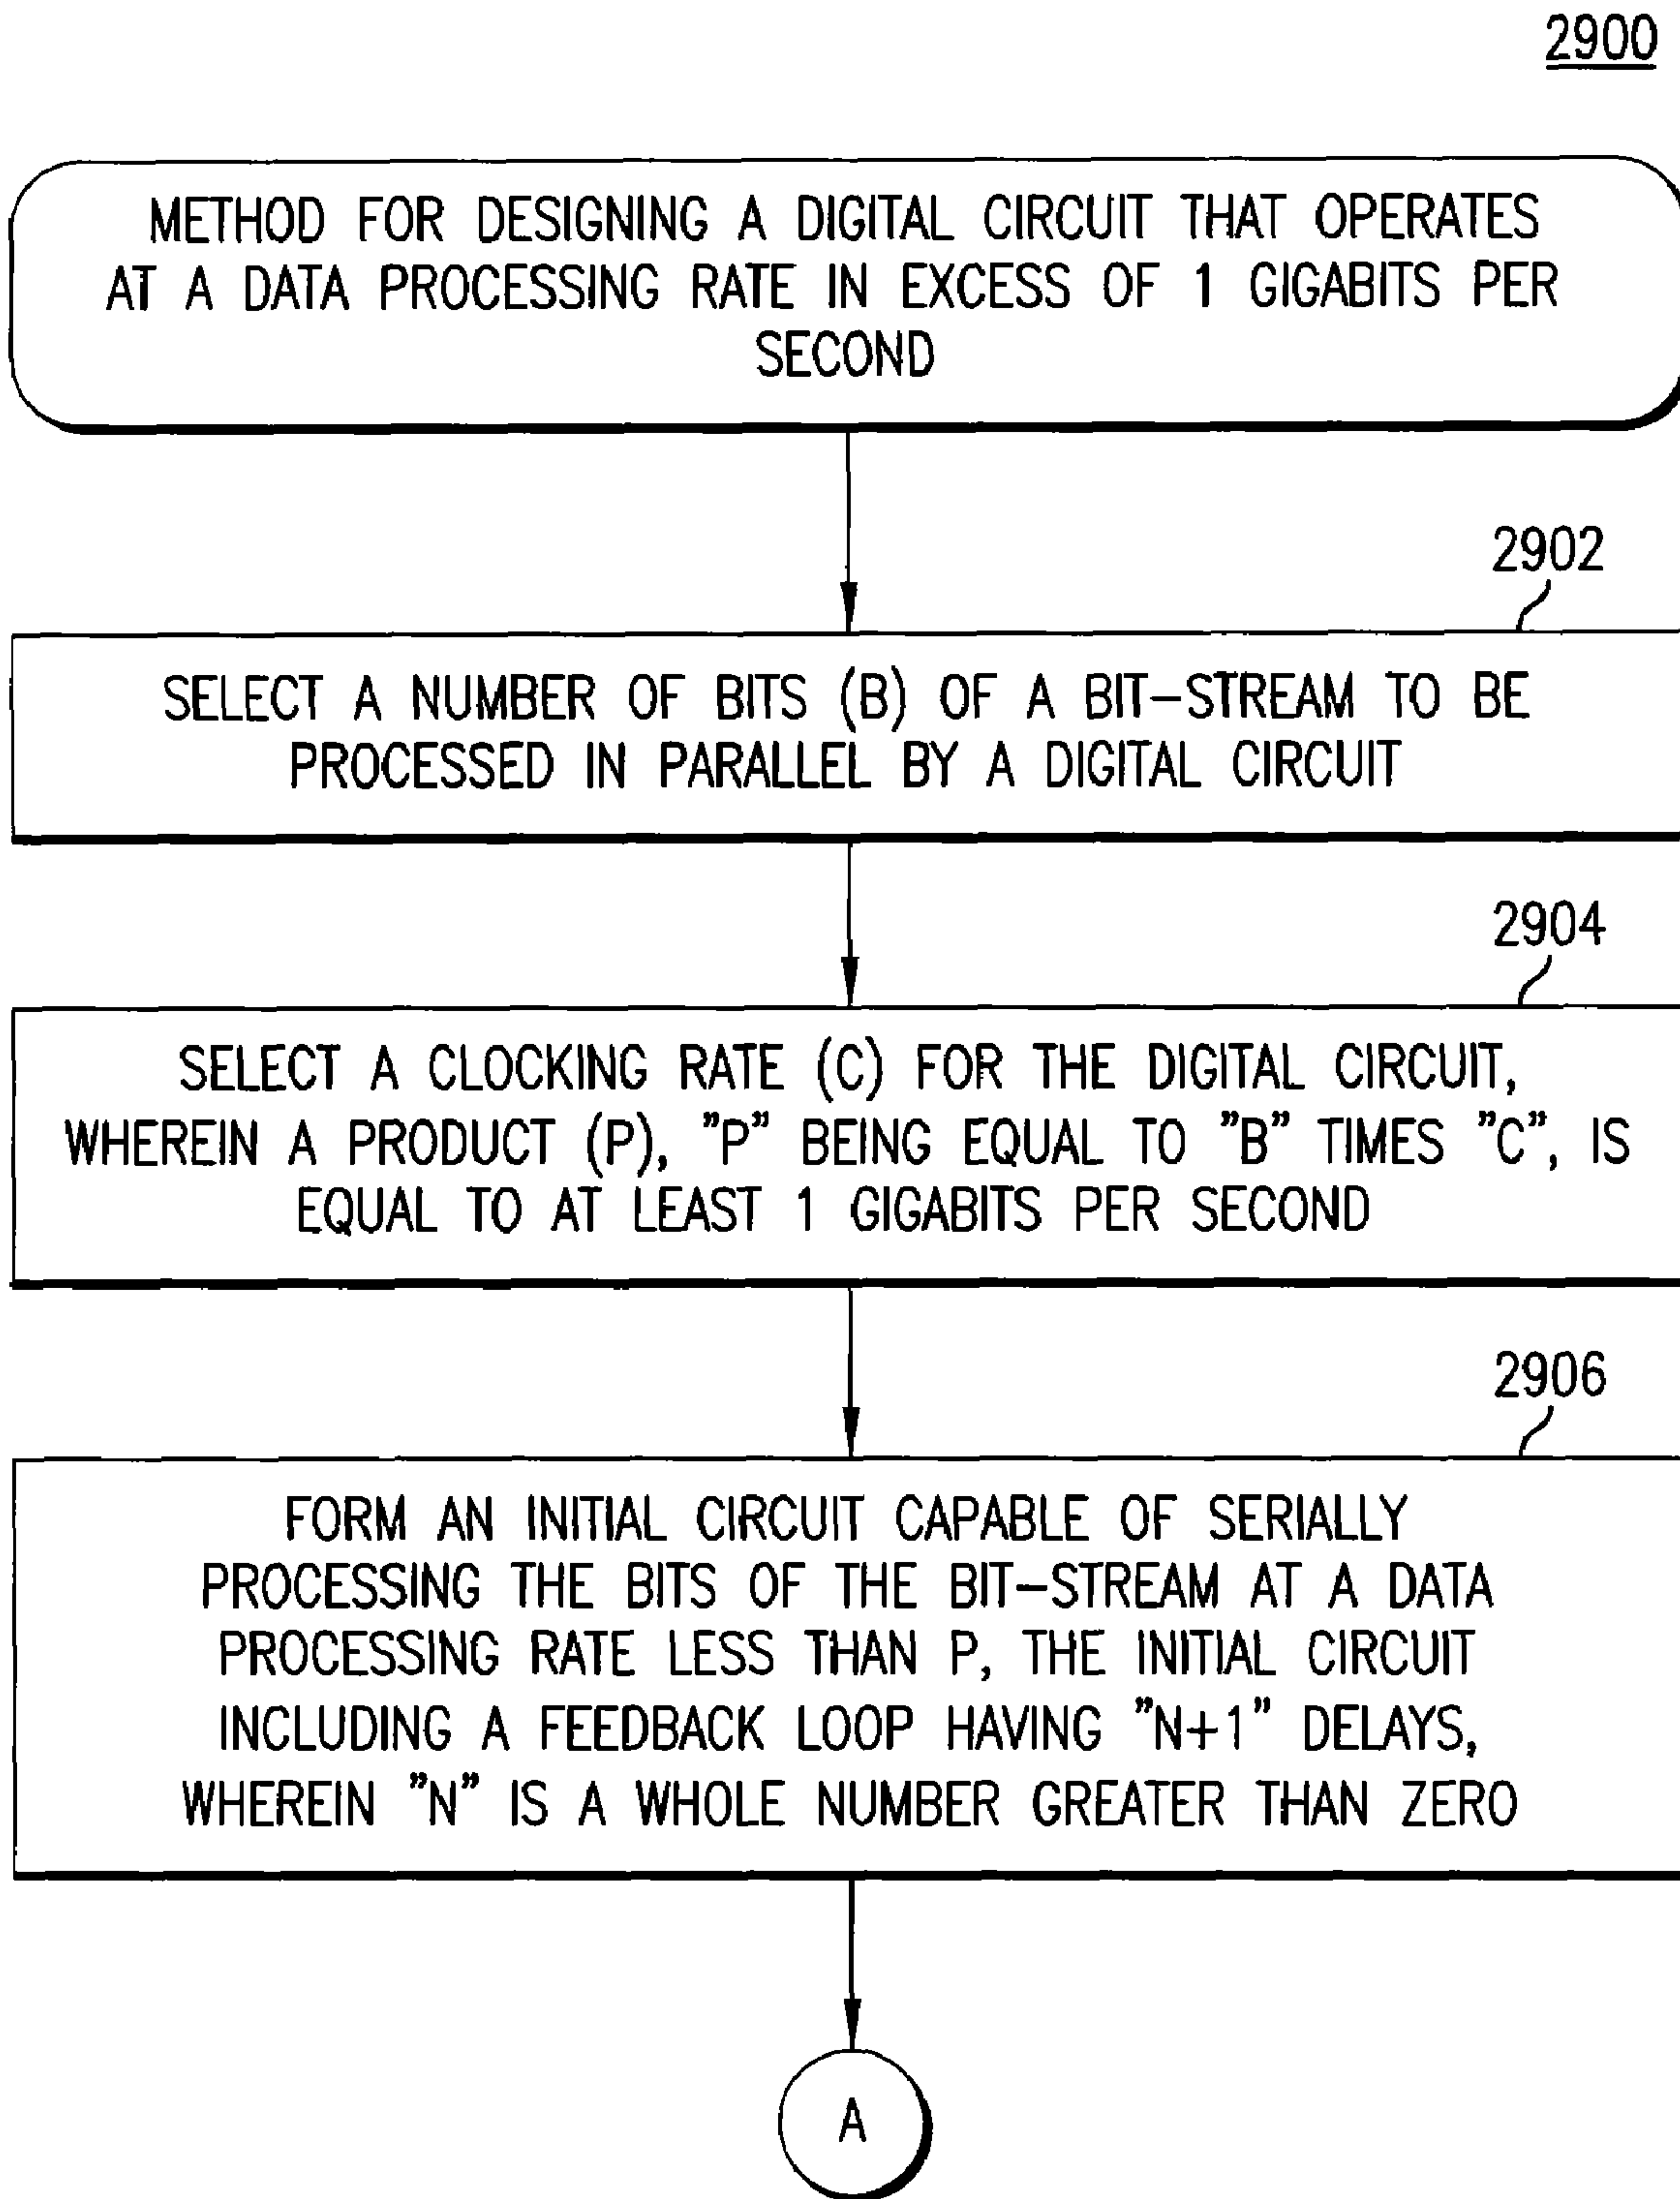 2900
METHOD FOR DESIGNING A DIGITAL CIRCUIT THAT OPERATES
AT A DATA PROCESSING RATE IN EXCESS OF 1 GIGABITS PER
SECOND
2902
SELECT A NUMBER OF BITS (B) OF A BIT-STREAM TO BE
PROCESSED IN PARALLEL BY A DIGITAL CIRCUIT
2904
SELECT A CLOCKING RATE (C) FOR THE DIGITAL CIRCUIT,
WHEREIN A PRODUCT (P), "P" BEING EQUAL TO "B" TIMES "C", IS
EQUAL TO AT LEAST 1 GIGABITS PER SECOND
2906
FORM AN INITIAL CIRCUIT CAPABLE OF SERIALLY
PROCESSING THE BITS OF THE BIT-STREAM AT A DATA
PROCESSING RATE LESS THAN P, THE INITIAL CIRCUIT
INCLUDING A FEEDBACK LOOP HAVING "N+1" DELAYS,
WHEREIN "N" IS A WHOLE NUMBER GREATER THAN ZERO
A